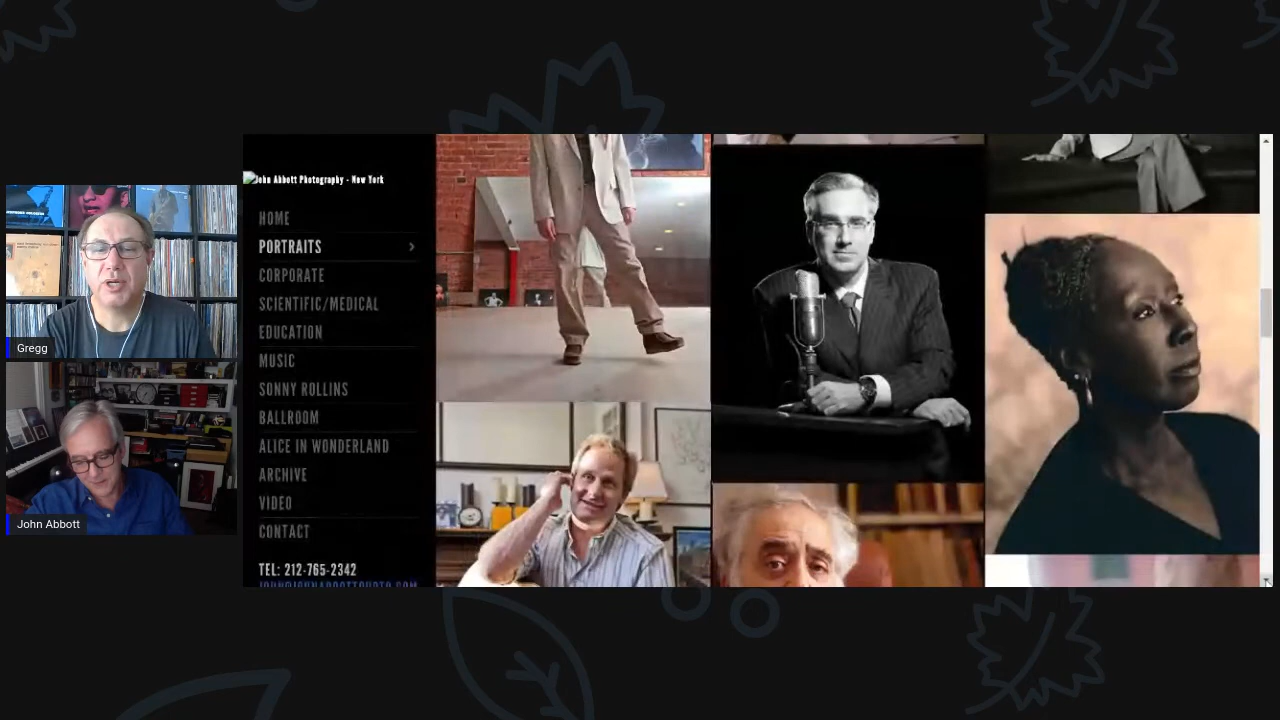 John Abbott Photography - New York
HOME
PORTRAITS
CORPORATE
SCIENTIFIC/MEDICAL
EDUCATION
MUSIC
SONNY ROLLINS
BALLROOM
ALICE IN WONDERLAND
ARCHIVE
VIDEO
CONTACT
TEL: 212-765-2342
Gregg
John Abbott